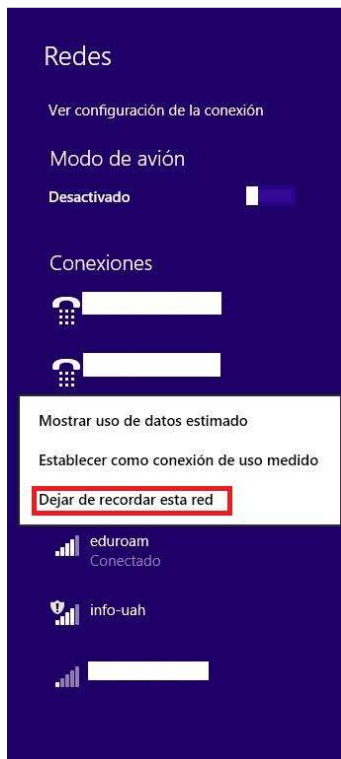 Redes
Ver configuración de la conexión
Modo de avión
Desactivado
Conexiones
Mostrar uso de datos estimado
Establecer como conexión de uso medido
Dejar de recordar esta red
eduroam
Conectado
info-uah